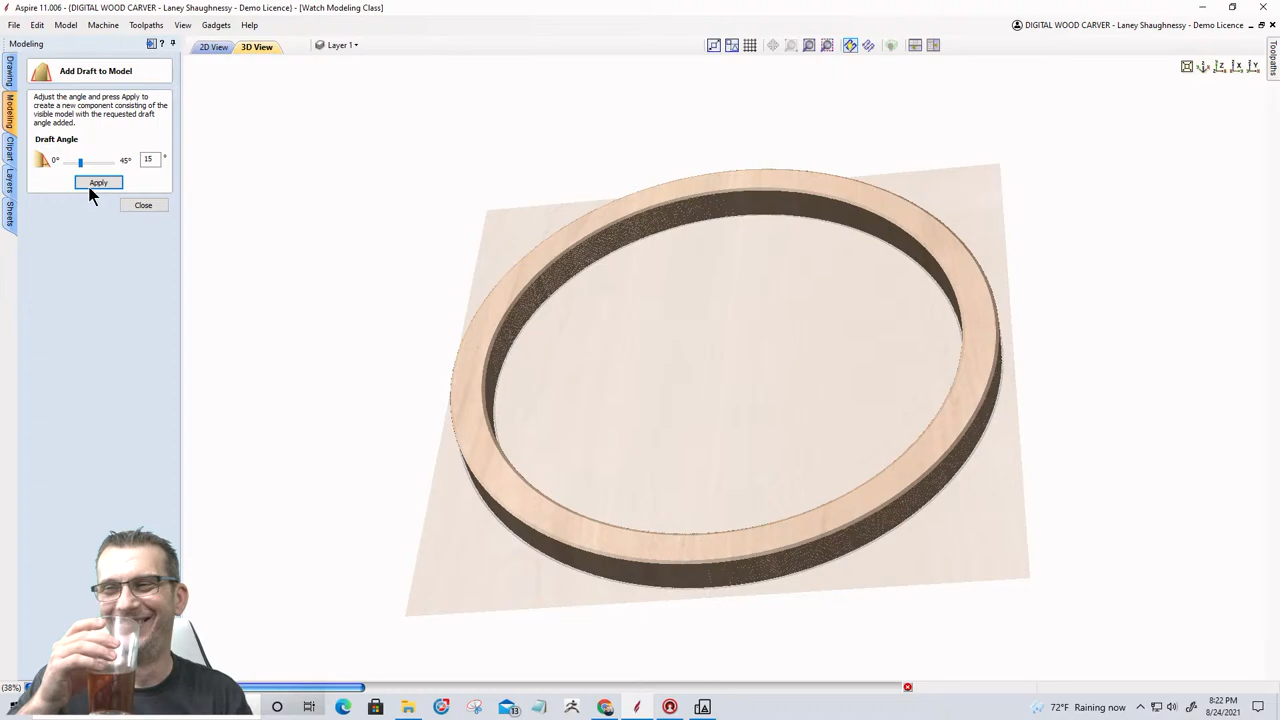 Aspire 11.006 - (DIGITAL WOOD CARVER - Laney Shaughnessy - Demo Licence) - [Watch Modeling Class]
File Edit Model Machine Toolpaths View Gadgets Help
DIGITAL WOOD CARVER - Laney Shaughnessy - Demo Licence
Modeling
2D View
3D View
Layer 1
Toolpaths
Drawing
Modeling
Clipart
Layers
Sheets
Add Draft to Model
Adjust the angle and press Apply to
create a new component consisting of the
visible model with the requested draft
angle added.
Draft Angle
0°
45°
15 °
Apply
Close
(38%)
13
72°F Raining now
8:22 PM
8/24/2021